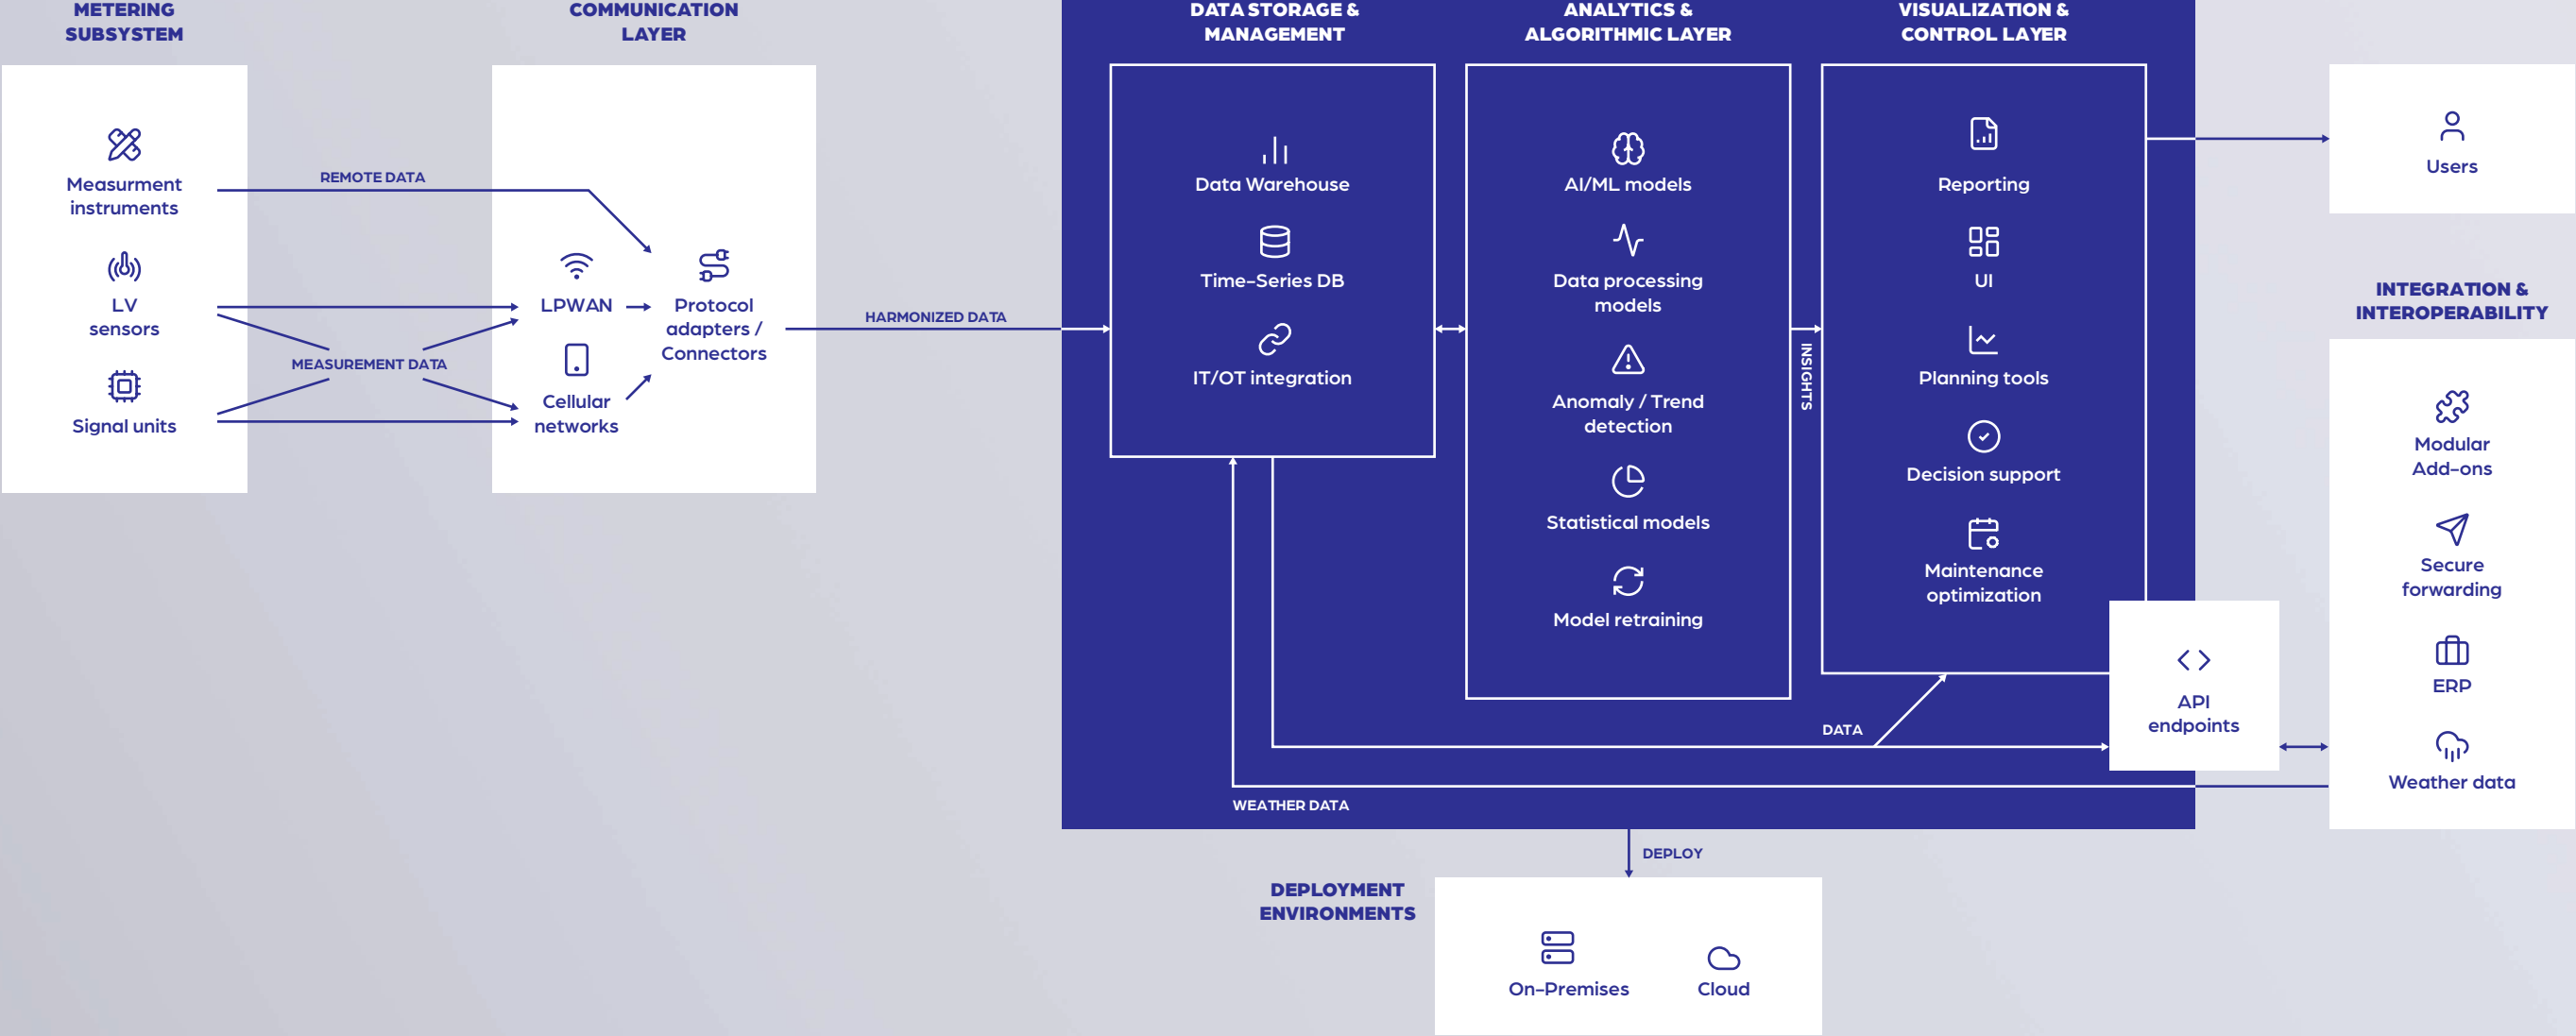 METERING
SUBSYSTEM
Measurment
instruments
LV
sensors
Signal units
REMOTE DATA
MEASUREMENT DATA
COMMUNICATION
LAYER
LPWAN
Cellular
networks
Protocol
adapters /
Connectors
HARMONIZED DATA
DATA STORAGE &
MANAGEMENT
Data Warehouse
Time-Series DB
IT/OT integration
ANALYTICS &
ALGORITHMIC LAYER
AI/ML models
Data processing
models
Anomaly / Trend
detection
Statistical models
Model retraining
INSIGHTS
VISUALIZATION &
CONTROL LAYER
Reporting
UI
Planning tools
Decision support
Maintenance
optimization
DATA
API
endpoints
WEATHER DATA
Users
INTEGRATION &
INTEROPERABILITY
Modular
Add-ons
Secure
forwarding
ERP
Weather data
DEPLOY
DEPLOYMENT
ENVIRONMENTS
On-Premises
Cloud